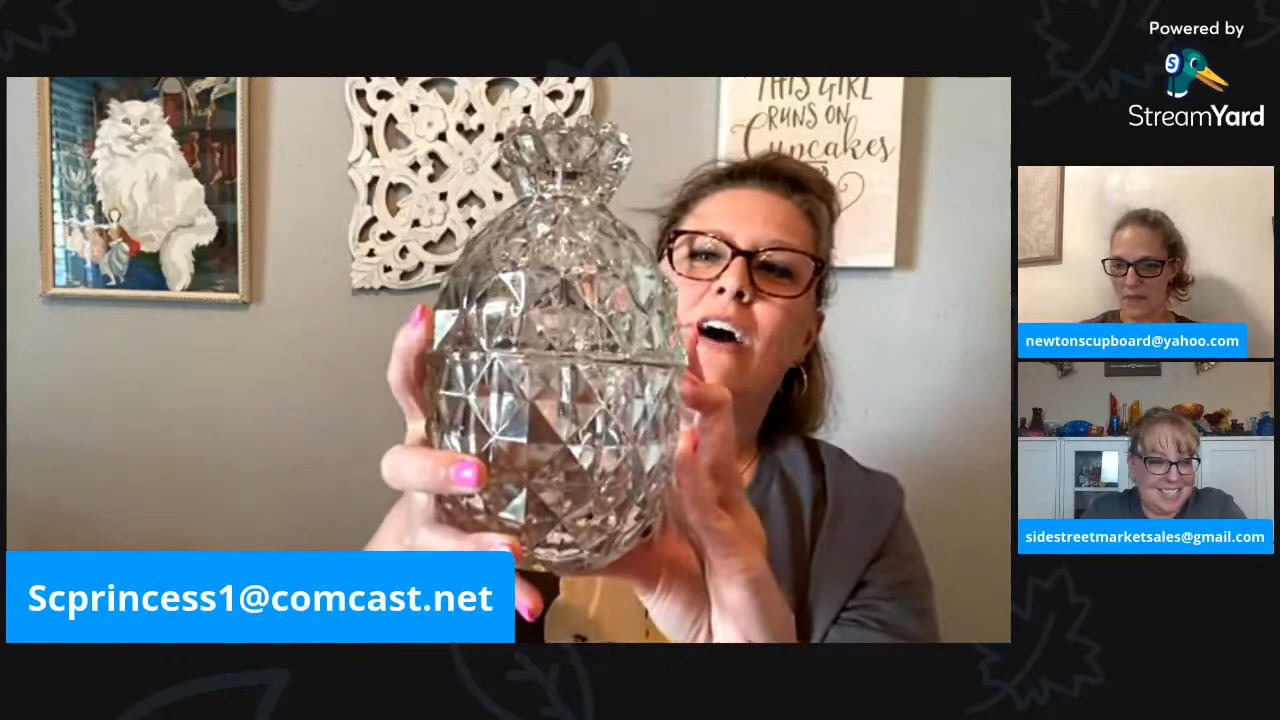 Powered by
StreamYard
THIS GIRL
RUNS ON
Cupcakes
newtonscupboard@yahoo.com
sidestreetmarketsales@gmail.com
Scprincess1@comcast.net